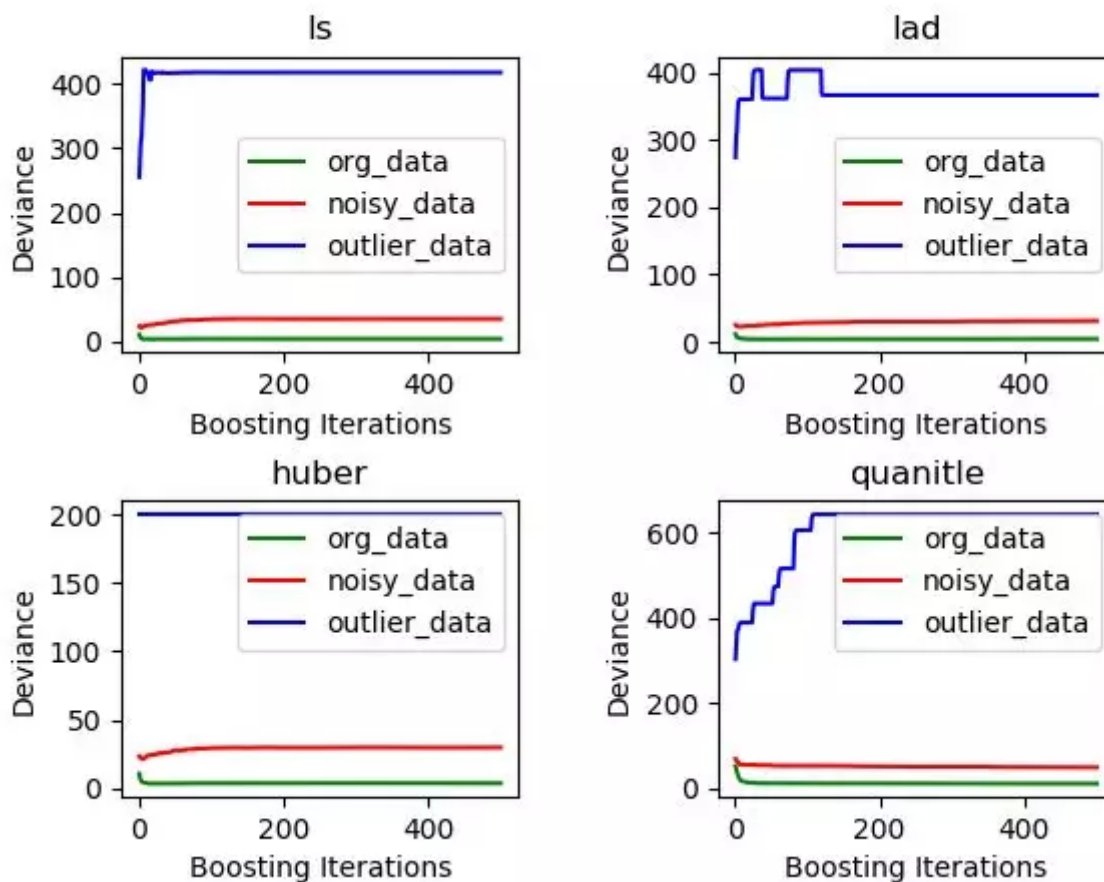 ls
Deviance
400
300
200
100
0
org_data
noisy_data
outlier_data
0
200
400
Boosting Iterations
lad
Deviance
400
300
200
100
0
org_data
noisy_data
outlier_data
0
200
400
Boosting Iterations
huber
Deviance
200
150
100
50
0
org_data
noisy_data
outlier_data
0
200
400
Boosting Iterations
quanitle
Deviance
600
400
200
0
org_data
noisy_data
outlier_data
0
200
400
Boosting Iterations